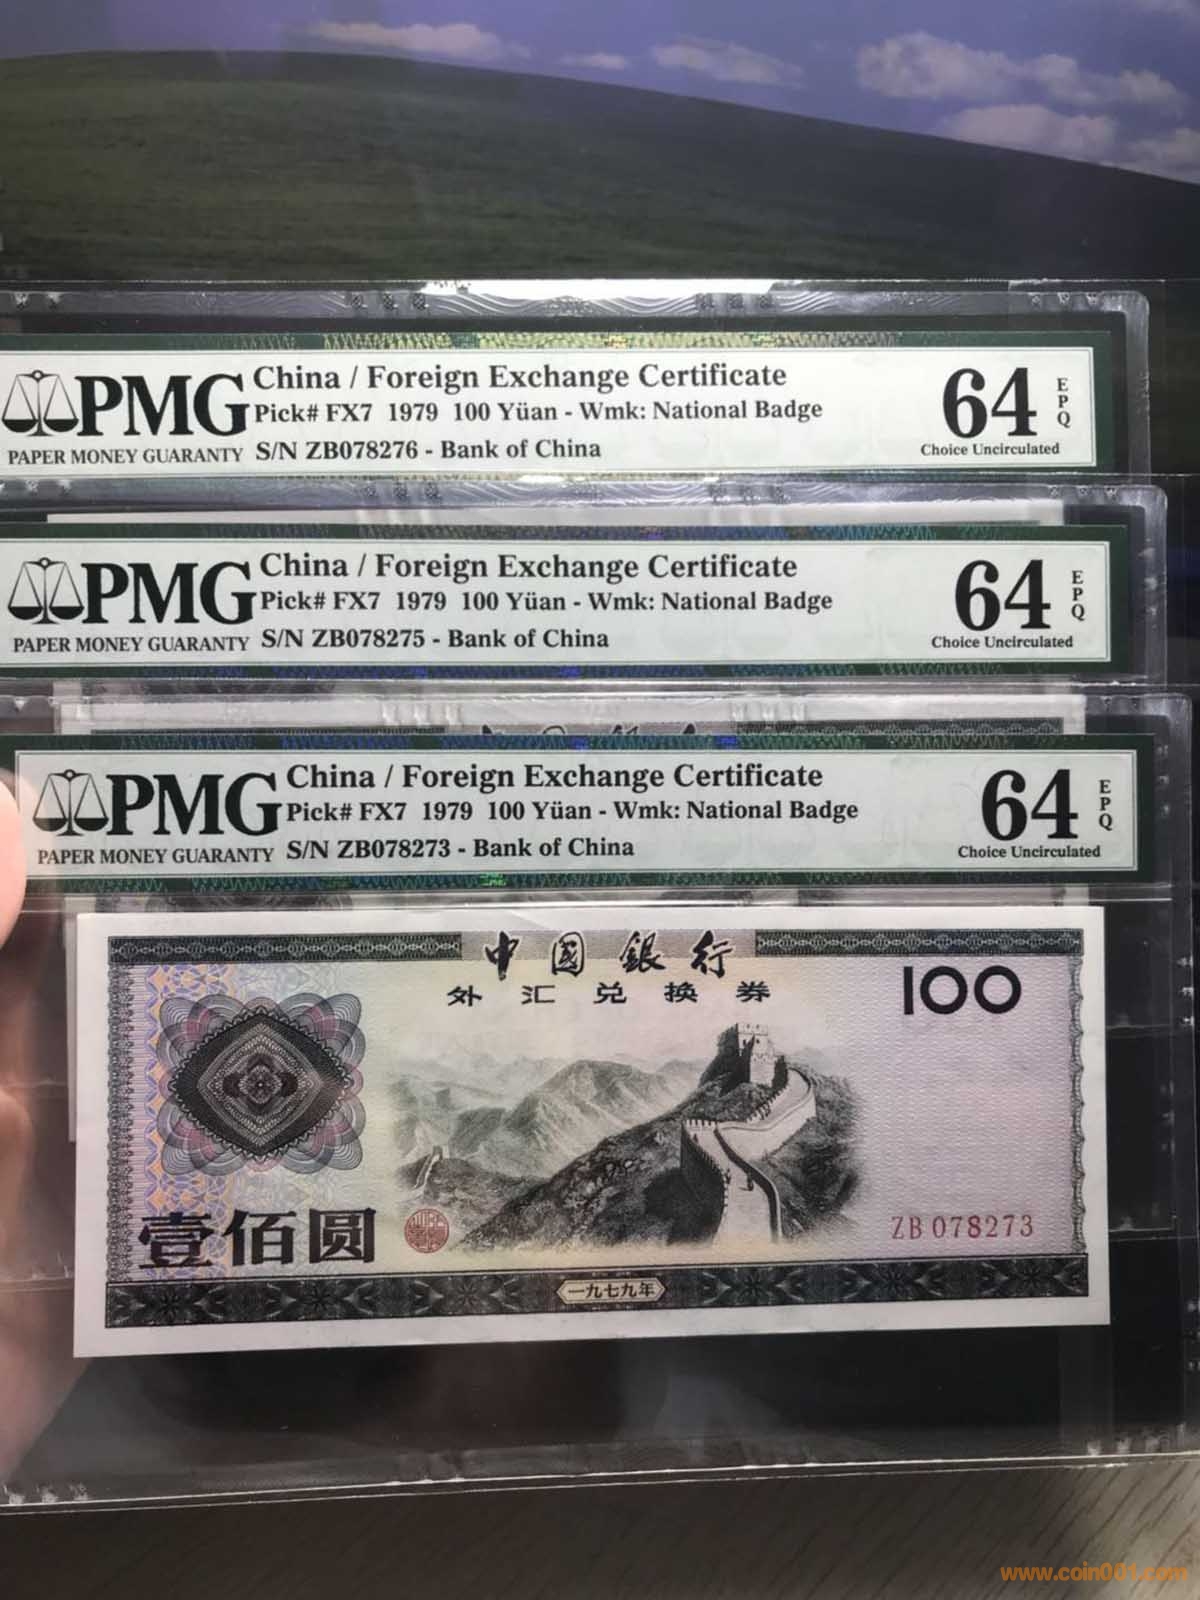 PMG
PAPER MONEY GUARANTY
China / Foreign Exchange Certificate
Pick# FX7 1979 100 Yüan - Wmk: National Badge
S/N ZB078276 - Bank of China
64 EPQ
Choice Uncirculated
PMG
PAPER MONEY GUARANTY
China / Foreign Exchange Certificate
Pick# FX7 1979 100 Yüan - Wmk: National Badge
S/N ZB078275 - Bank of China
64 EPQ
Choice Uncirculated
PMG
PAPER MONEY GUARANTY
China / Foreign Exchange Certificate
Pick# FX7 1979 100 Yüan - Wmk: National Badge
S/N ZB078273 - Bank of China
64 EPQ
Choice Uncirculated
中國銀行
外汇兑换券
100
壹佰圆
ZB 078273
一九七九年
www.coin001.com